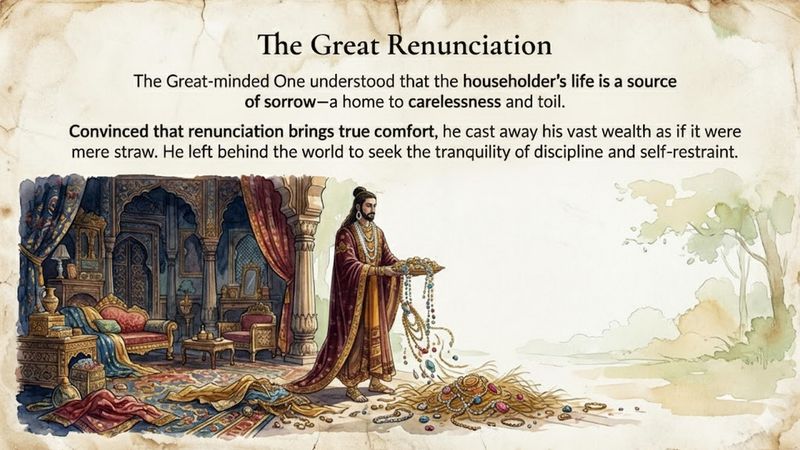 The Great Renunciation
The Great-minded One understood that the householder's life is a source
of sorrow—a home to carelessness and toil.
Convinced that renunciation brings true comfort, he cast away his vast wealth as if it were
mere straw. He left behind the world to seek the tranquility of discipline and self-restraint.